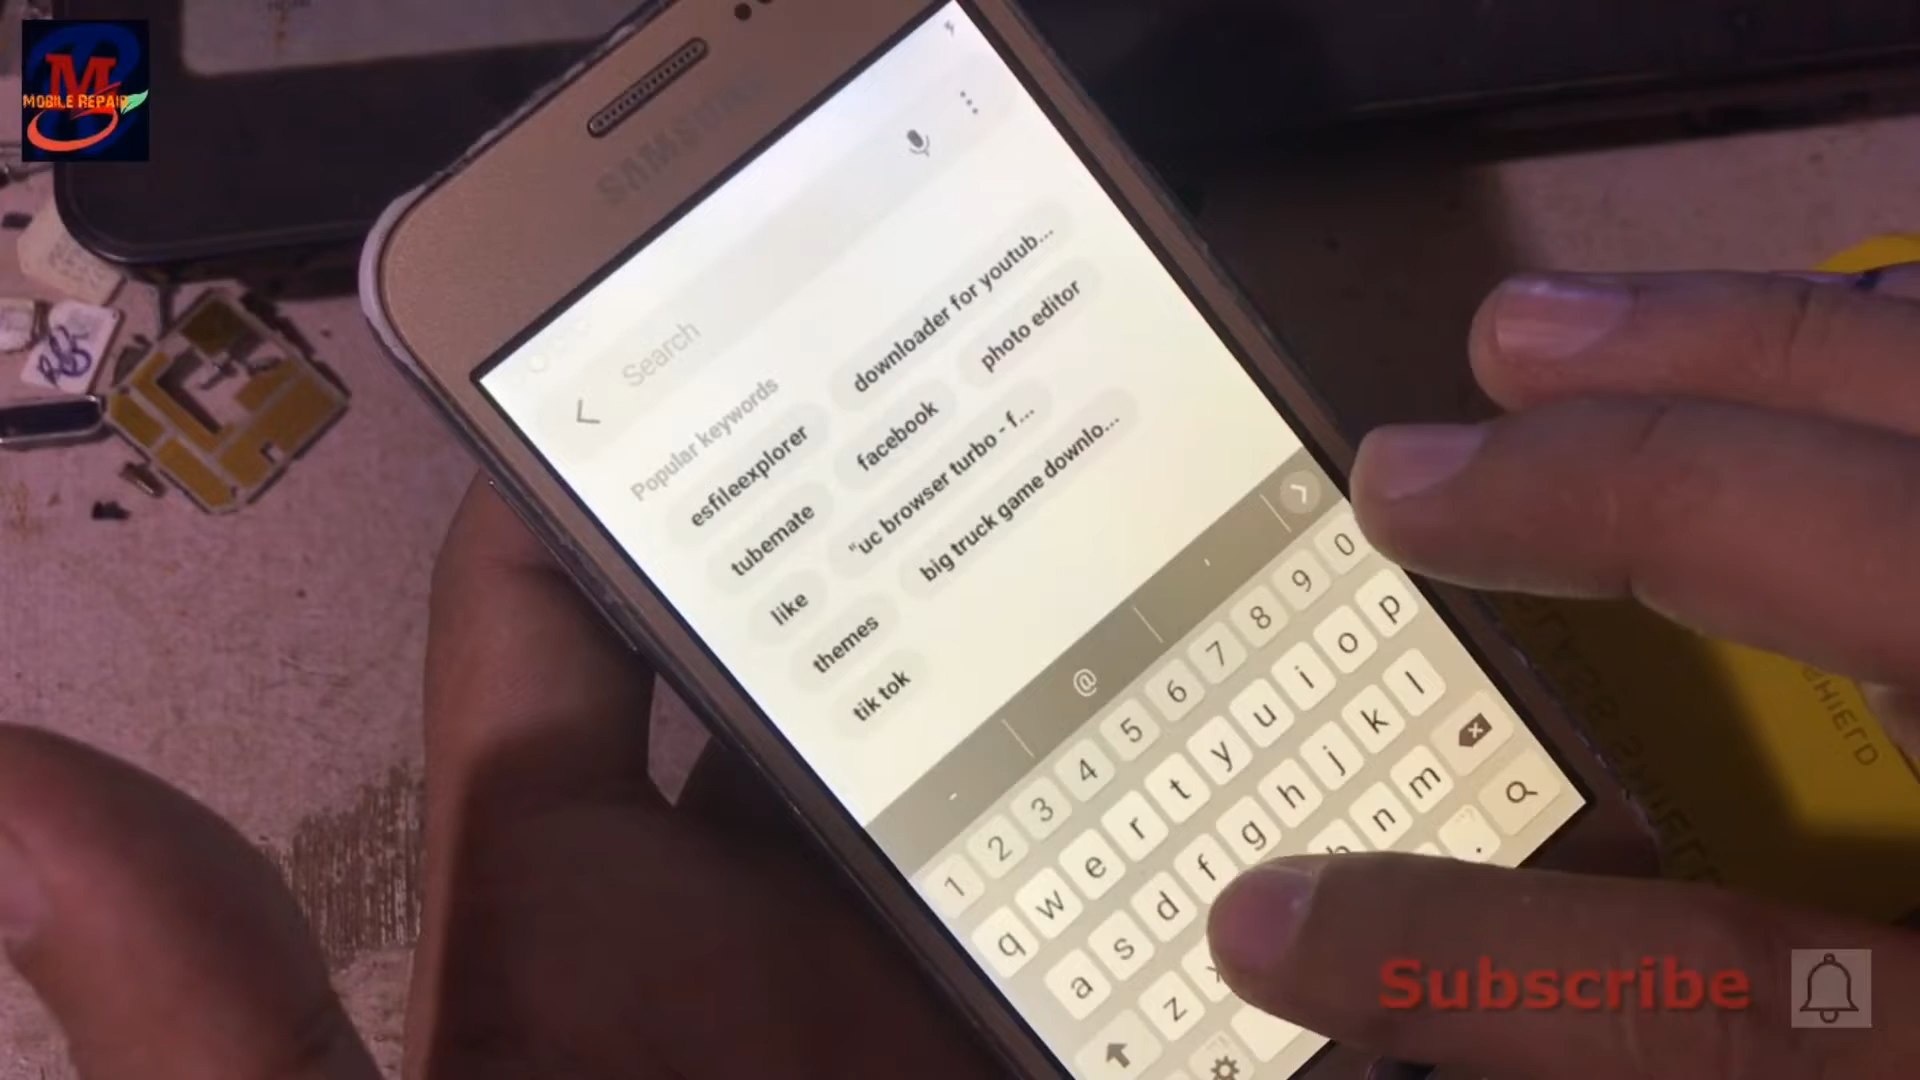 M
MOBILE REPAIR
SAMSUNG
Search
Popular keywords
esfileexplorer
downloader for youtub...
tubemate
facebook
photo editor
like
"uc browser turbo - f...
themes
big truck game downlo...
tik tok
- @ . ,
1 2 3 4 5 6 7 8 9 0
q w e r t y u i o p
a s d f g h j k l
z x b n m
.
Subscribe